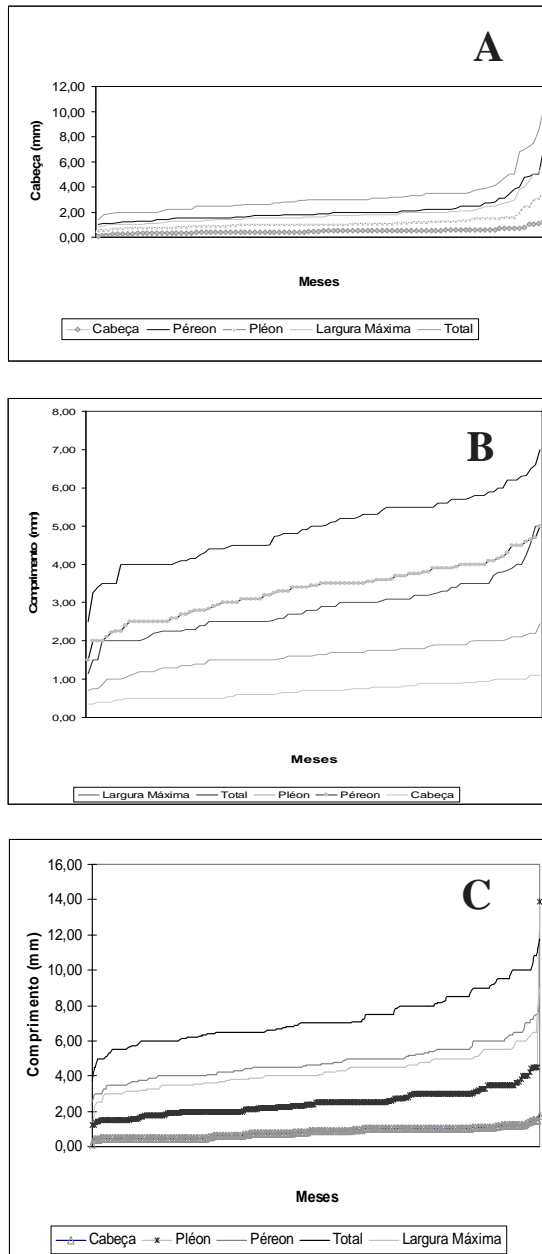 A
12,00
10,00
8,00
6,00
4,00
2,00
0,00
Cabeça (mm)
Meses
Cabeça Péreon Pléon Largura Máxima Total
B
8,00
7,00
6,00
5,00
4,00
3,00
2,00
1,00
0,00
Comprimento (mm)
Meses
Largura Máxima Total Pléon Péreon Cabeça
C
16,00
14,00
12,00
10,00
8,00
6,00
4,00
2,00
0,00
Comprimento (mm)
Meses
Cabeça Pléon Péreon Total Largura Máxima